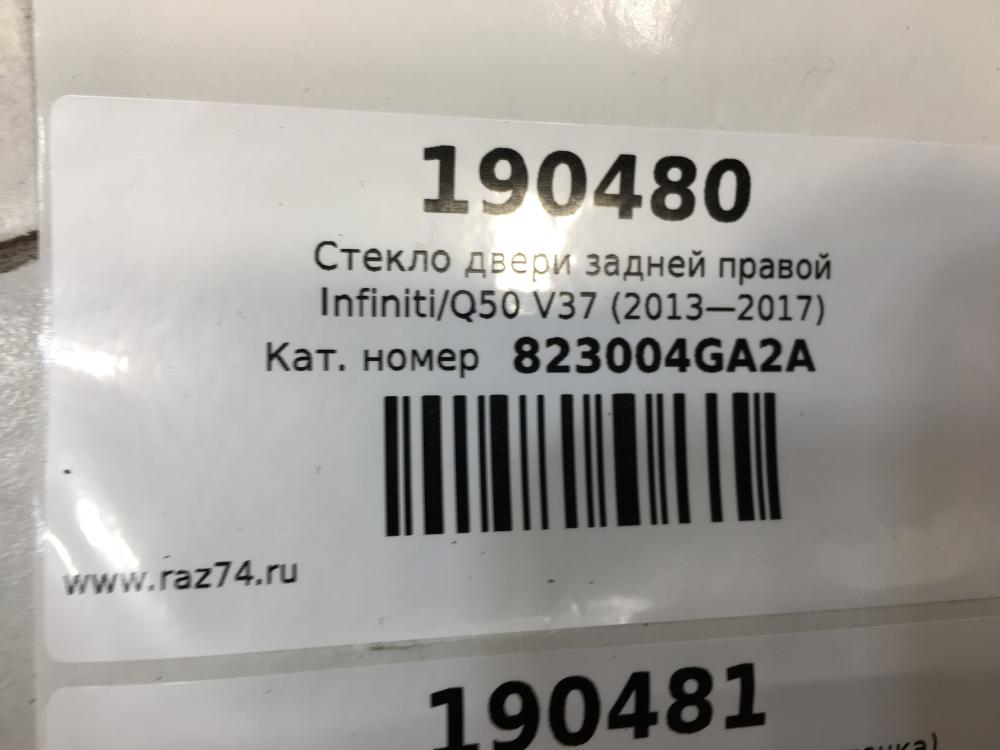 190480
Стекло двери задней правой
Infiniti/Q50 V37 (2013—2017)
Кат. номер 823004GA2A
www.raz74.ru
190481